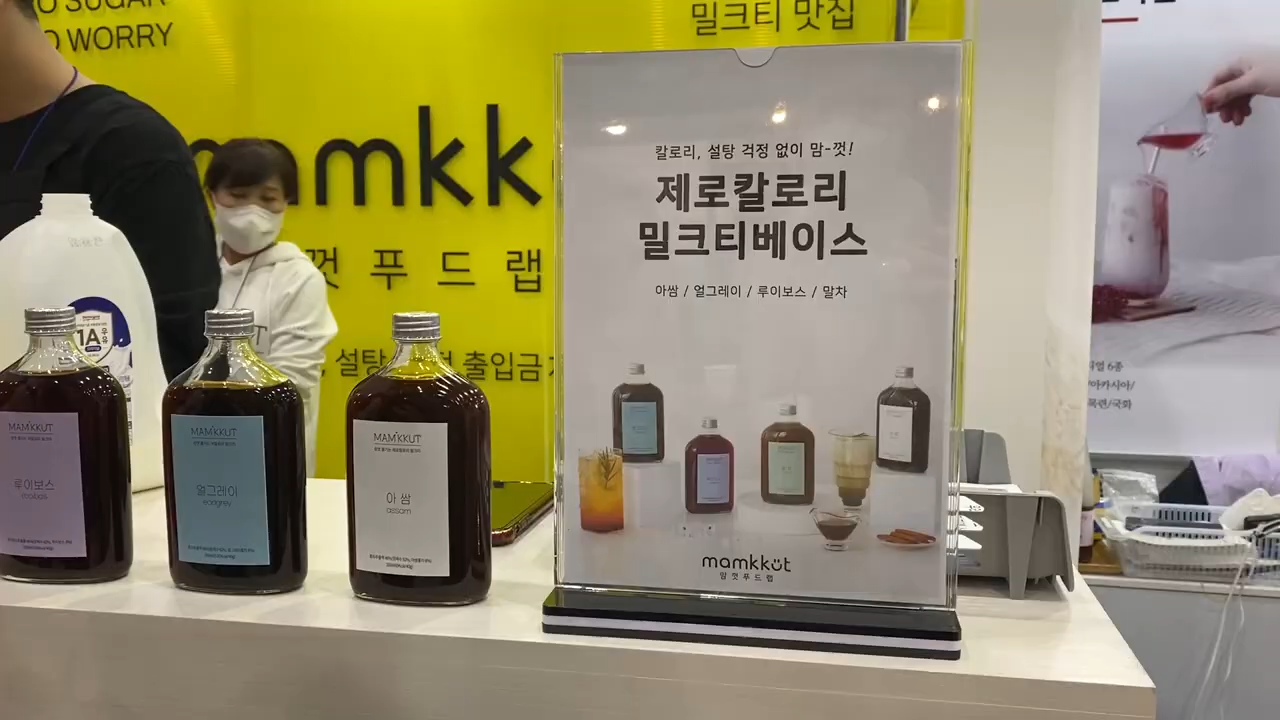 O SUGAR
O WORRY
밀크티 맛집
mamkk
껏 푸드랩
설탕
출입금
칼로리, 설탕 걱정 없이 맘-껏!
제로칼로리
밀크티베이스
아쌈 / 얼그레이 / 루이보스 / 말차
mamkkut
맘껏푸드랩
MAMKKUT
루이보스
rooibos
MAMKKUT
얼그레이
earlgrey
MAMKKUT
아쌈
assam
1A
우유
6종
아카시아/
목련/국화